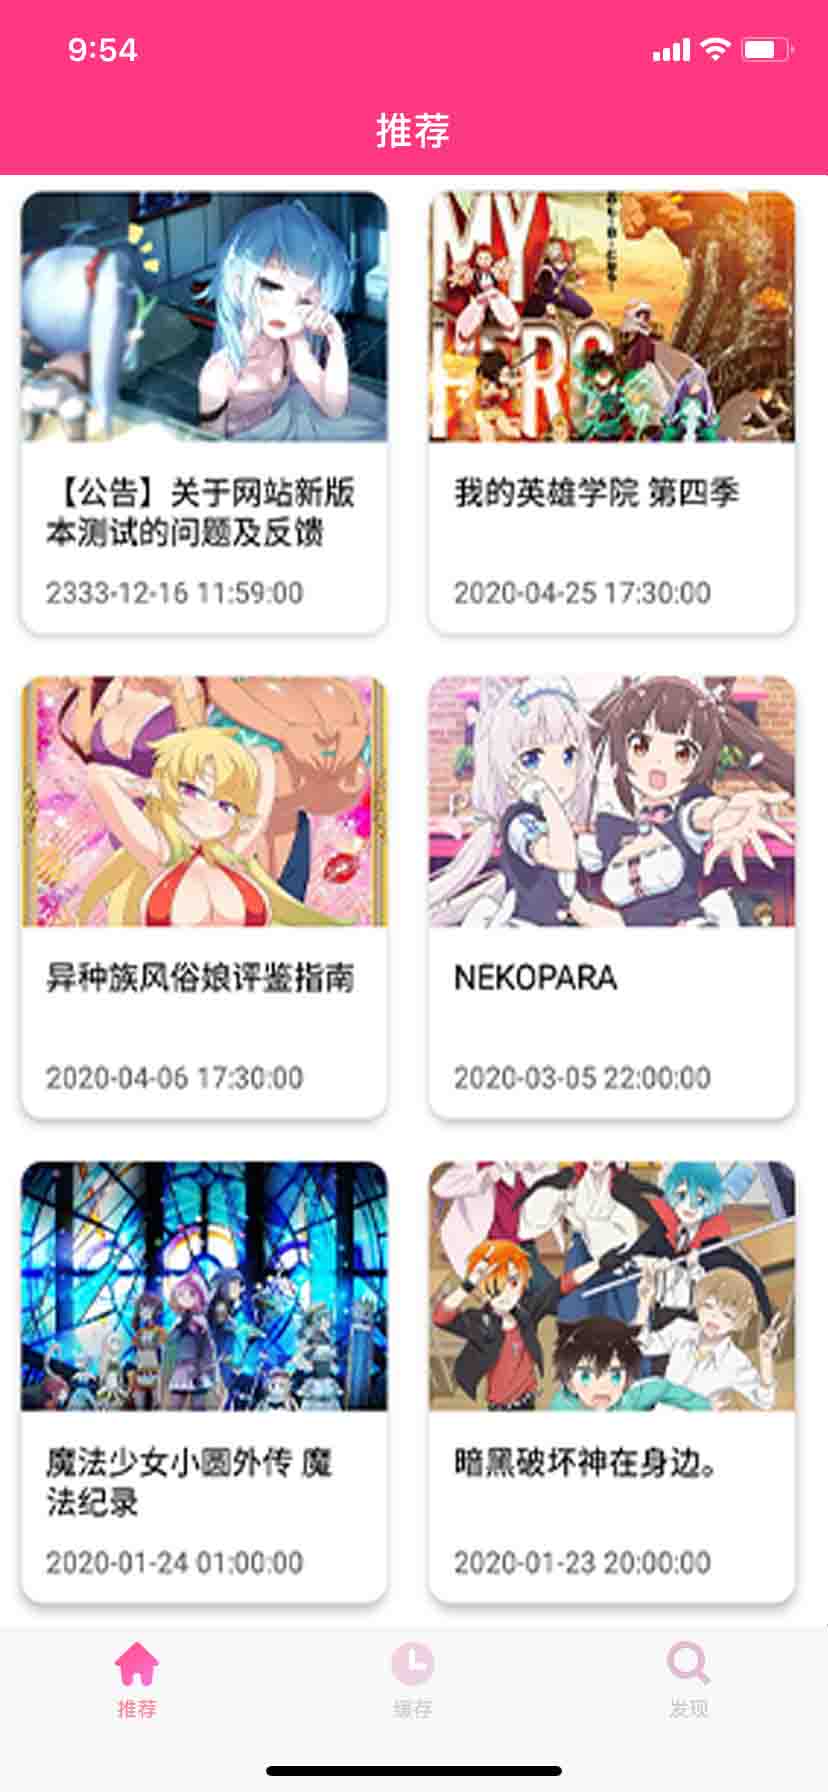 9:54
推荐
MY
HERO
【公告】关于网站新版
本测试的问题及反馈
2333-12-16 11:59:00
我的英雄学院 第四季
2020-04-25 17:30:00
异种族风俗娘评鉴指南
2020-04-06 17:30:00
NEKOPARA
2020-03-05 22:00:00
魔法少女小圆外传 魔
法纪录
2020-01-24 01:00:00
暗黑破坏神在身边。
2020-01-23 20:00:00
推荐
缓存
发现